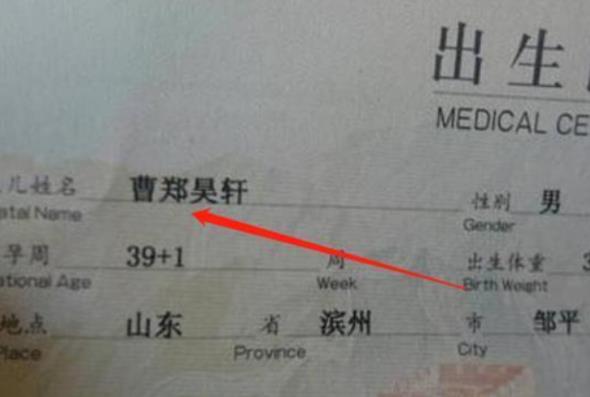 出生
MEDICAL CE
儿姓名 曹郑昊轩 性别 男
atal Name Gender
孕周 39+1 周 出生体重 3
ational Age Week Birth Weight
地点 山东 省 滨州 市 邹平
Place Province City